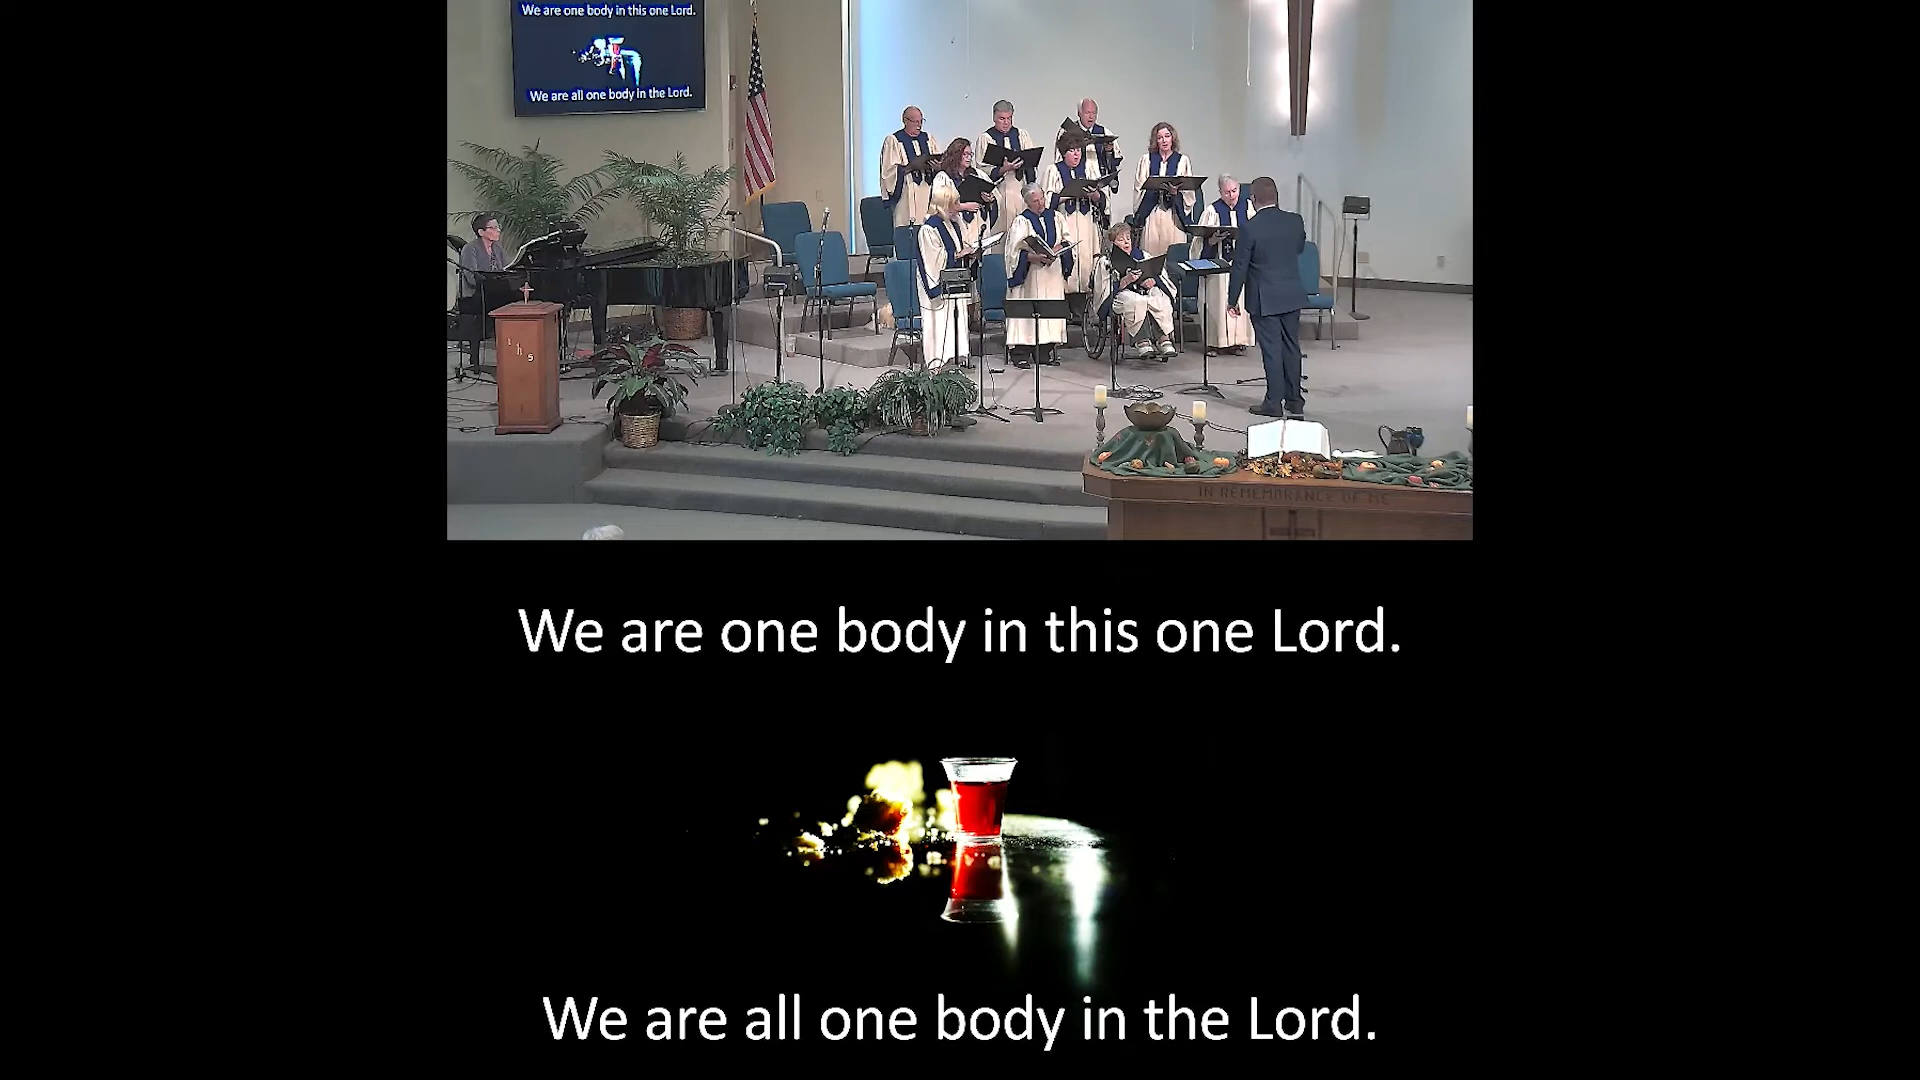 We are one body in this one Lord.
We are all one body in the Lord.
IHS
IN REMEMBRANCE OF ME
We are one body in this one Lord.
We are all one body in the Lord.